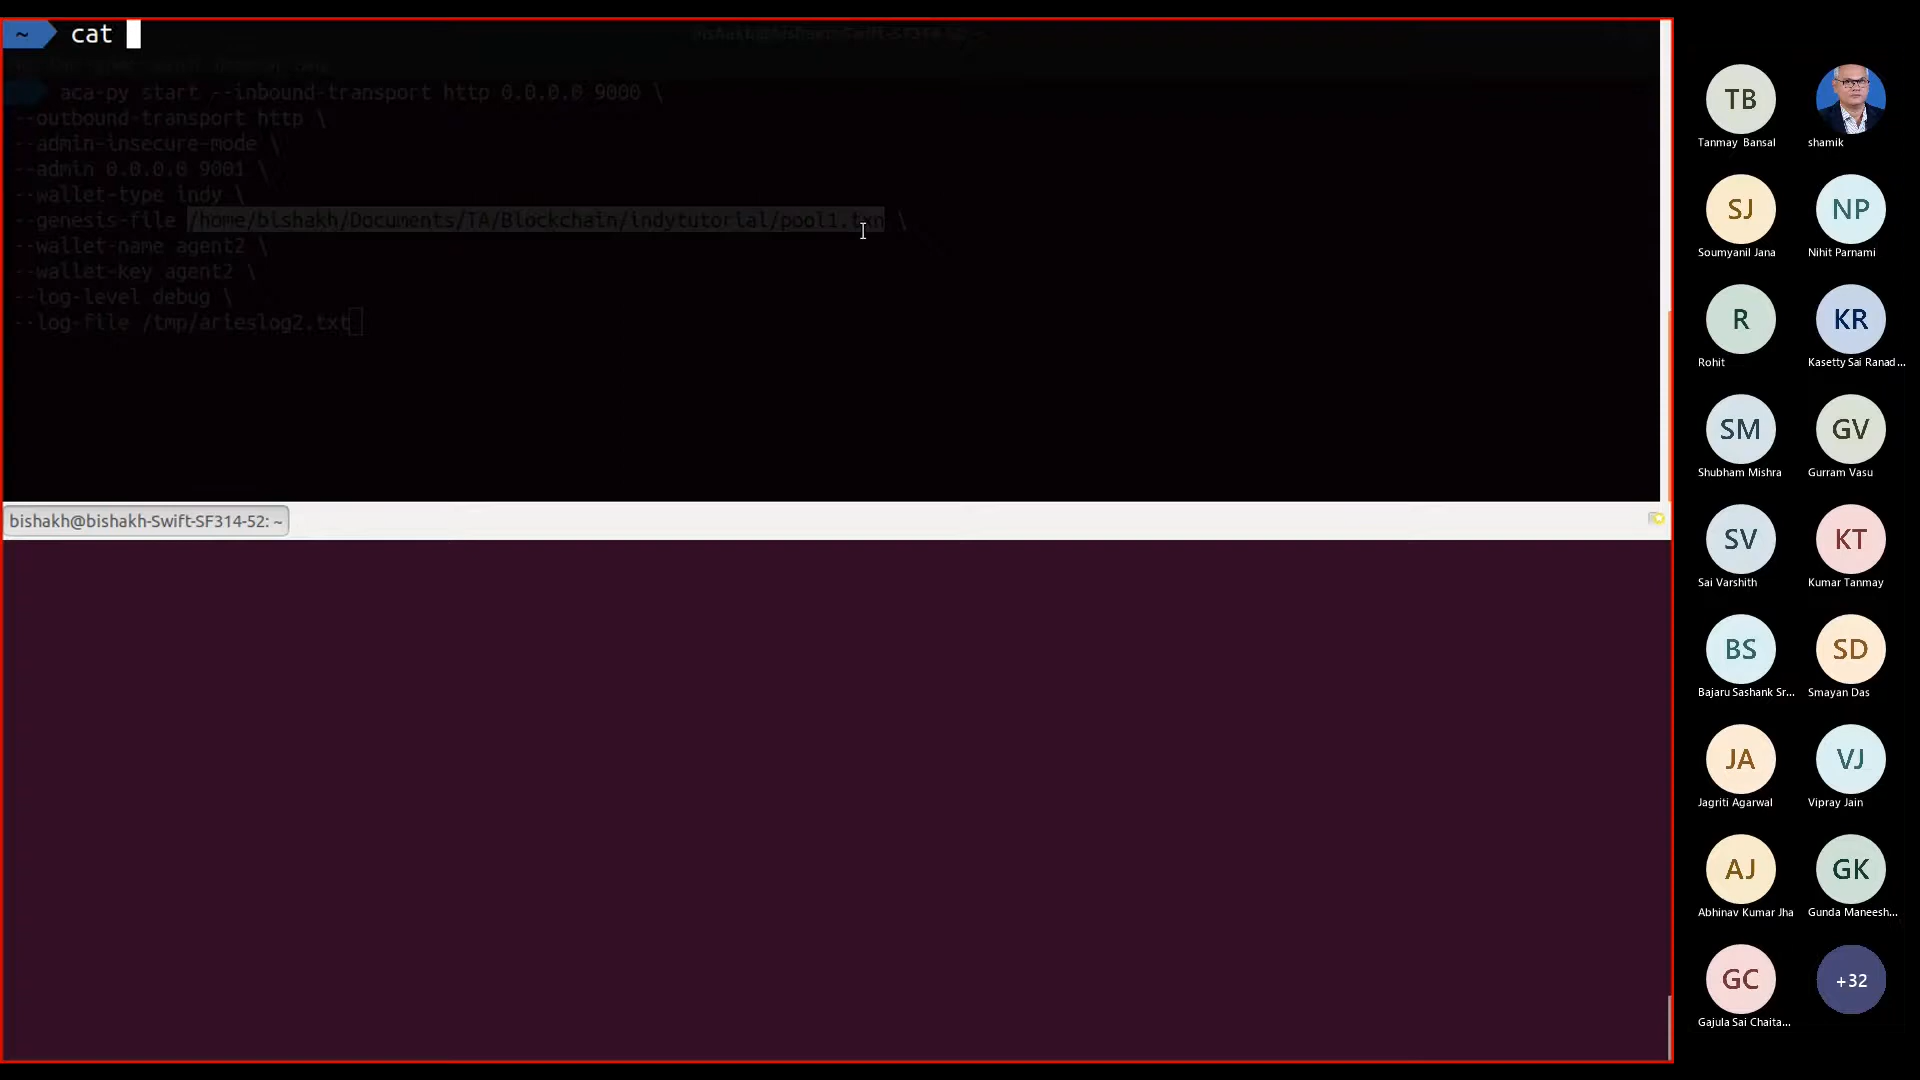 ~ cat
bishakh@bishakh-Swift-SF314-52: ~
aca-py start --inbound-transport http 0.0.0.0 9000 \
--outbound-transport http \
--admin-insecure-mode \
--admin 0.0.0.0 9001 \
--wallet-type indy \
--genesis-file /home/bishakh/Documents/TA/Blockchain/indytutorial/pool1.txn \
--wallet-name agent2 \
--wallet-key agent2 \
--log-level debug \
--log-file /tmp/arieslog2.txt
bishakh@bishakh-Swift-SF314-52: ~
TB
Tanmay Bansal
shamik
SJ
Soumyanil Jana
NP
Nihit Parnami
R
Rohit
KR
Kasetty Sai Ranad...
SM
Shubham Mishra
GV
Gurram Vasu
SV
Sai Varshith
KT
Kumar Tanmay
BS
Bajaru Sashank Sr...
SD
Smayan Das
JA
Jagriti Agarwal
VJ
Vipray Jain
AJ
Abhinav Kumar Jha
GK
Gunda Maneesh...
GC
Gajula Sai Chaita...
+32